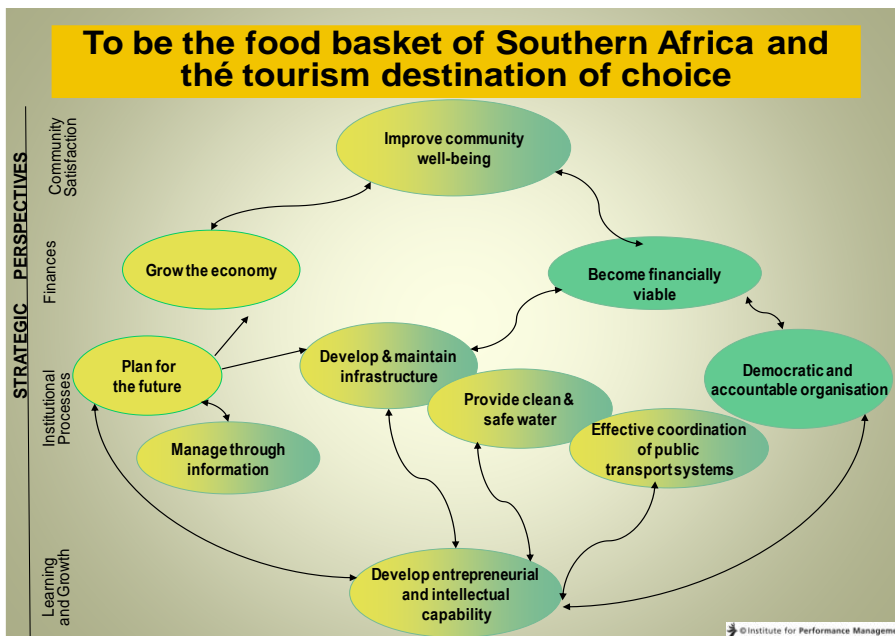 To be the food basket of Southern Africa and
thé tourism destination of choice
STRATEGIC PERSPECTIVES
Community
Satisfaction
Finances
Institutional
Processes
Learning
and Growth
Improve community
well-being
Grow the economy
Become financially
viable
Plan for
the future
Develop & maintain
infrastructure
Democratic and
accountable organisation
Provide clean &
safe water
Manage through
information
Effective coordination
of public
transport systems
Develop entrepreneurial
and intellectual
capability
© Institute for Performance Manageme